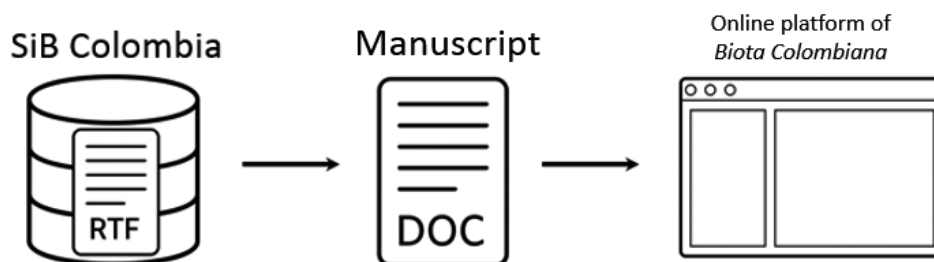 SiB Colombia
RTF
Manuscript
DOC
Online platform of
Biota Colombiana